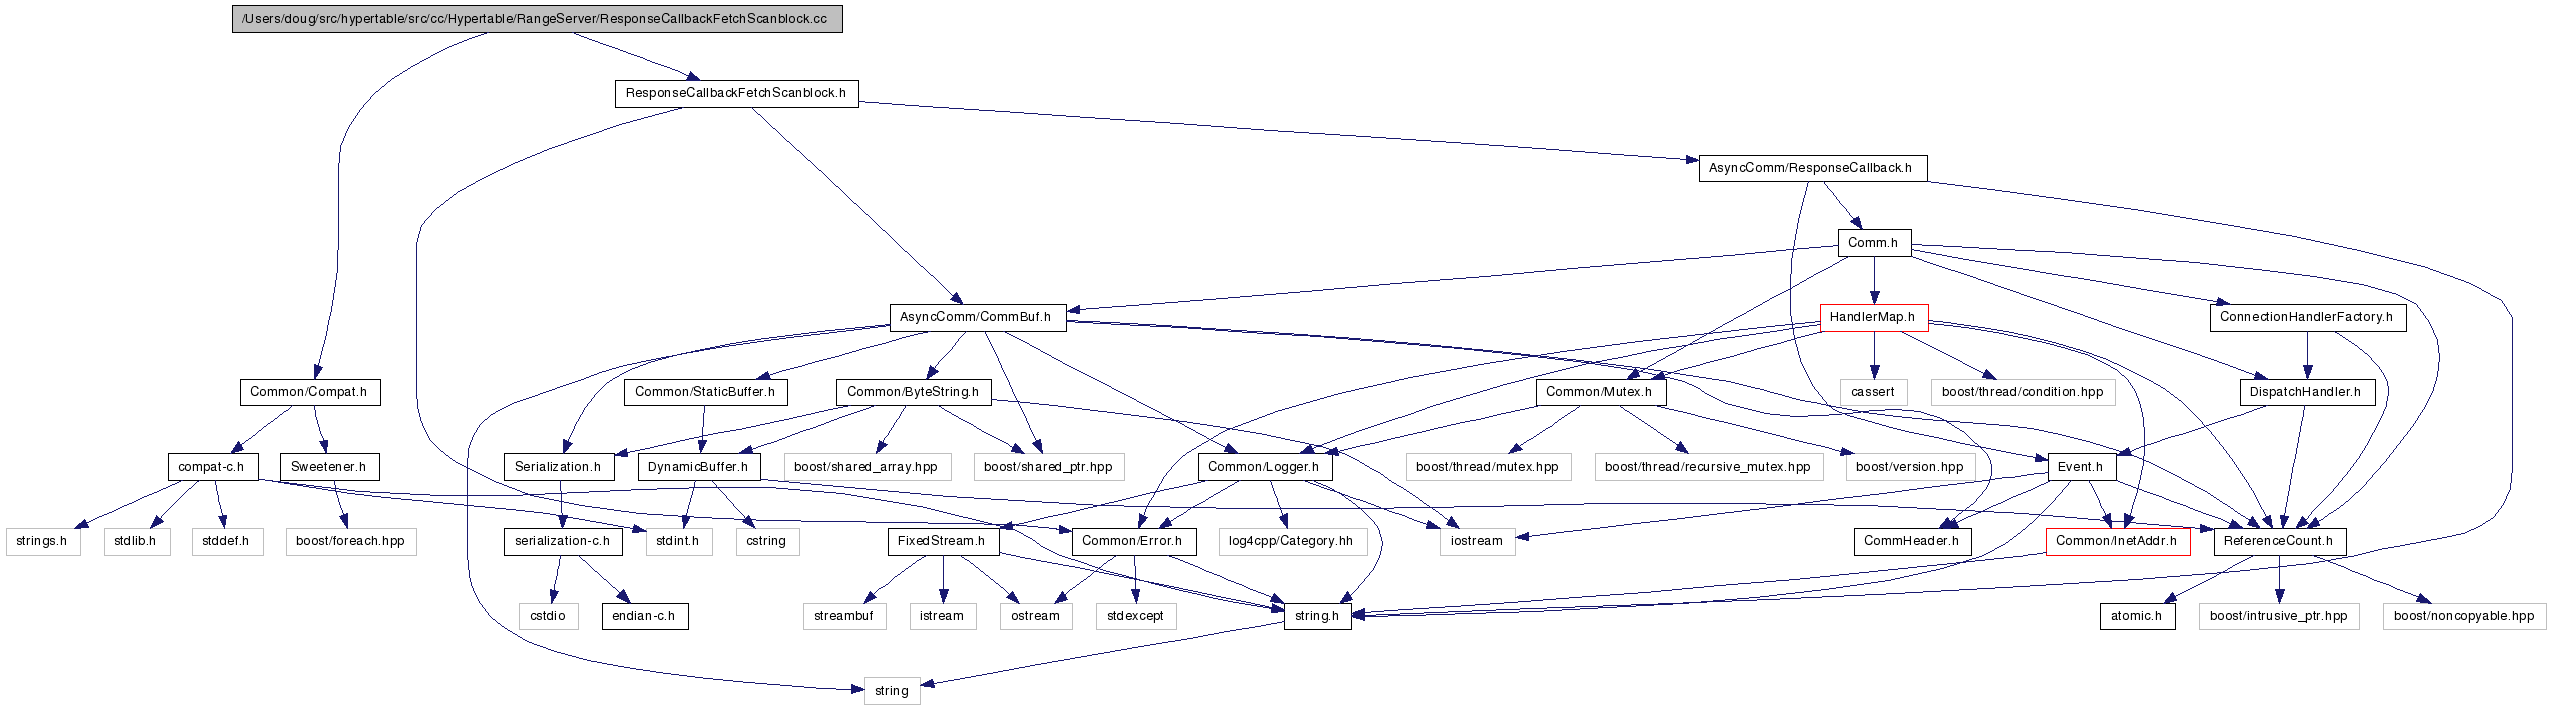 /Users/doug/src/hypertable/src/cc/Hypertable/RangeServer/ResponseCallbackFetchScanblock.cc
ResponseCallbackFetchScanblock.h
AsyncComm/ResponseCallback.h
Comm.h
AsyncComm/CommBuf.h
HandlerMap.h
ConnectionHandlerFactory.h
Common/Compat.h
Common/StaticBuffer.h
Common/ByteString.h
Common/Mutex.h
cassert
boost/thread/condition.hpp
DispatchHandler.h
compat-c.h
Sweetener.h
Serialization.h
DynamicBuffer.h
boost/shared_array.hpp
boost/shared_ptr.hpp
Common/Logger.h
boost/thread/mutex.hpp
boost/thread/recursive_mutex.hpp
boost/version.hpp
Event.h
strings.h
stdlib.h
stddef.h
boost/foreach.hpp
serialization-c.h
stdint.h
cstring
FixedStream.h
Common/Error.h
log4cpp/Category.hh
iostream
CommHeader.h
Common/InetAddr.h
ReferenceCount.h
cstdio
endian-c.h
streambuf
istream
ostream
stdexcept
string.h
atomic.h
boost/intrusive_ptr.hpp
boost/noncopyable.hpp
string